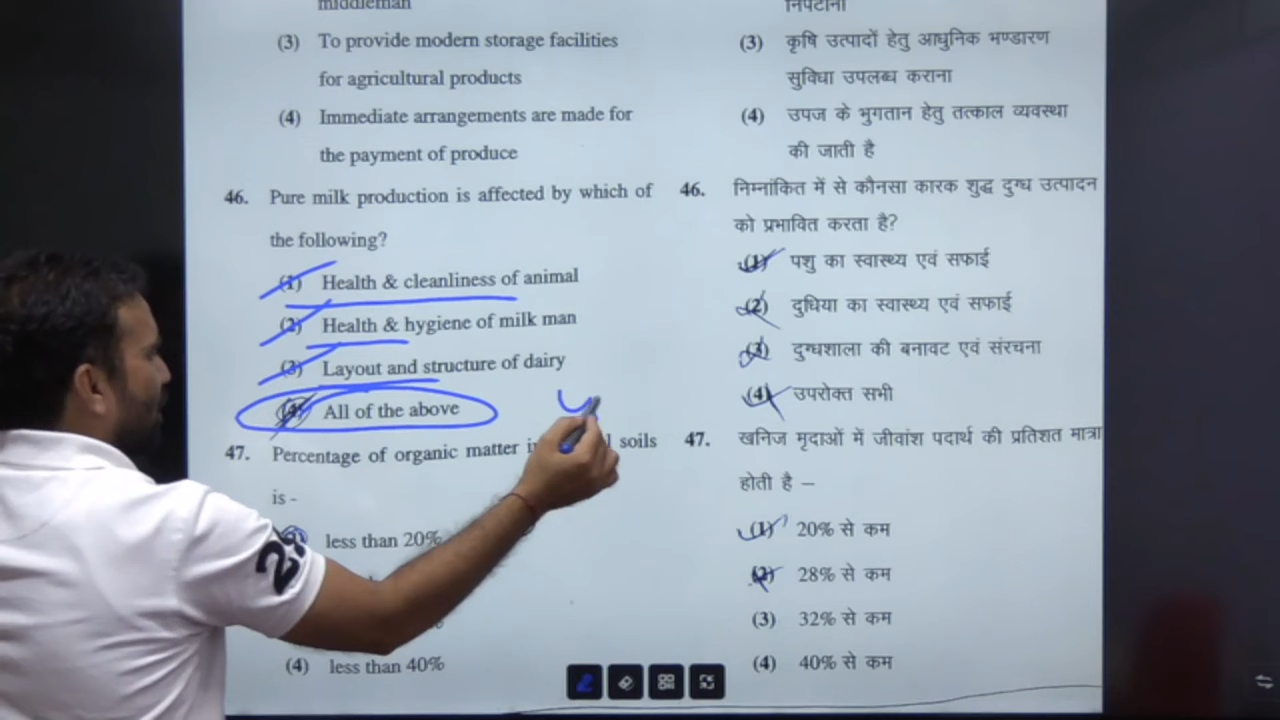 middleman
(3) To provide modern storage facilities
for agricultural products
(4) Immediate arrangements are made for
the payment of produce
46. Pure milk production is affected by which of
the following?
(1) Health & cleanliness of animal
(2) Health & hygiene of milk man
(3) Layout and structure of dairy
(4) All of the above
47. Percentage of organic matter soils
is -
less than 20%
(4) less than 40%
निपटाना
(3) कृषि उत्पादों हेतु आधुनिक भण्डारण
सुविधा उपलब्ध कराना
(4) उपज के भुगतान हेतु तत्काल व्यवस्था
की जाती है
46. निम्नांकित में से कौनसा कारक शुद्ध दुग्ध उत्पादन
को प्रभावित करता है?
(1) पशु का स्वास्थ्य एवं सफाई
(2) दुधिया का स्वास्थ्य एवं सफाई
(3) दुग्धशाला की बनावट एवं संरचना
(4) उपरोक्त सभी
47. खनिज मृदाओं में जीवांश पदार्थ की प्रतिशत मात्रा
होती है –
(1) 20% से कम
(2) 28% से कम
(3) 32% से कम
(4) 40% से कम